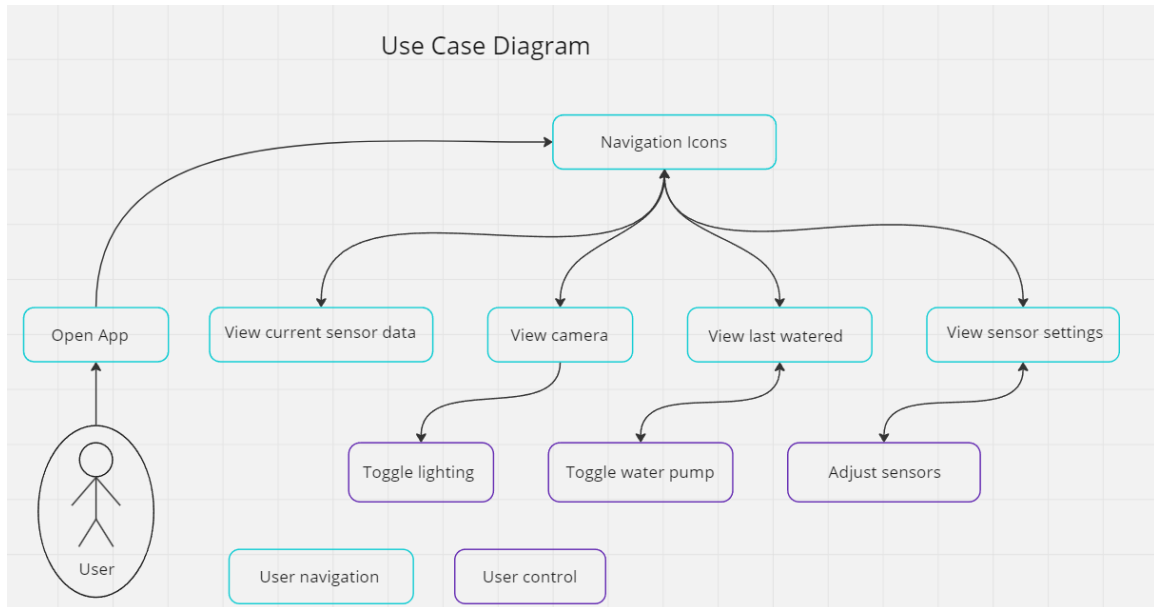 Use Case Diagram
Navigation Icons
Open App
View current sensor data
View camera
View last watered
View sensor settings
Toggle lighting
Toggle water pump
Adjust sensors
User
User navigation
User control